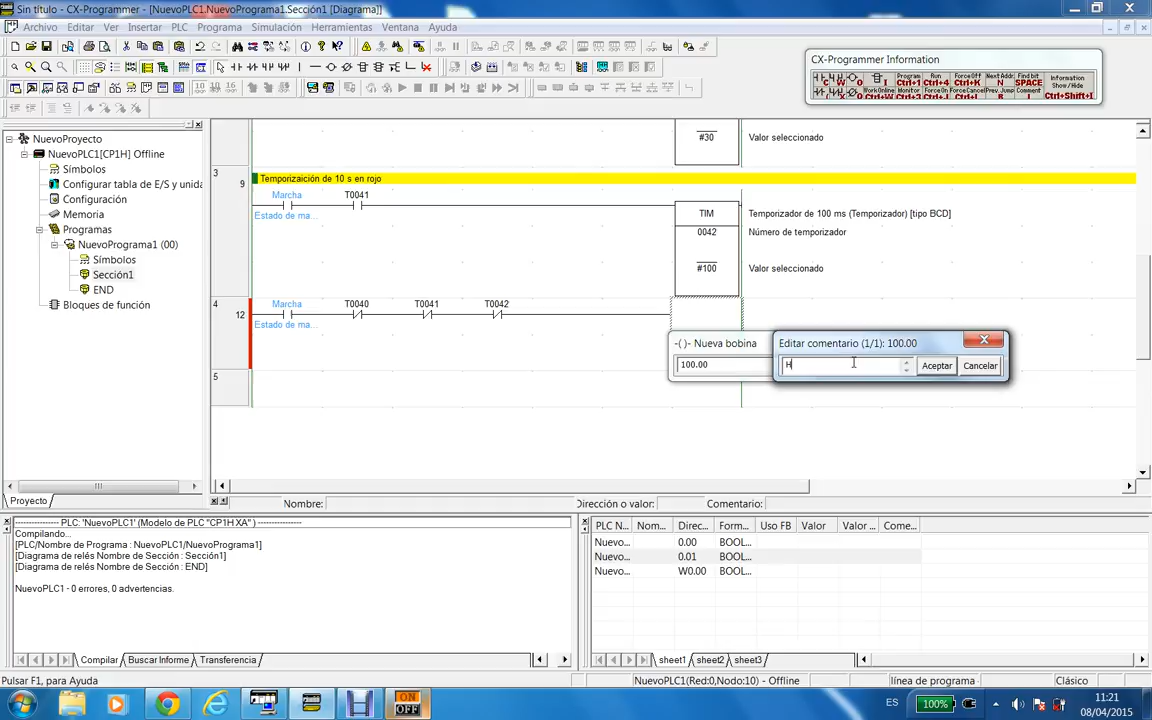 Sin título - CX-Programmer - [NuevoPLC1.NuevoPrograma1.Sección1 [Diagrama]]
Archivo Editar Ver Insertar PLC Programa Simulación Herramientas Ventana Ayuda
CX-Programmer Information
Information
Show / Hide
Ctrl+Shift+I
NuevoProyecto
NuevoPLC1[CP1H] Offline
Símbolos
Configurar tabla de E/S y unida
Configuración
Memoria
Programas
NuevoPrograma1 (00)
Símbolos
Sección1
END
Bloques de función
Proyecto
#30 Valor seleccionado
3
9
Temporizaición de 10 s en rojo
Marcha T0041
Estado de ma...
TIM Temporizador de 100 ms (Temporizador) [tipo BCD]
0042 Número de temporizador
#100 Valor seleccionado
4
12
Marcha T0040 T0041 T0042
Estado de ma...
-( )- Nueva bobina
100.00
Editar comentario (1/1): 100.00
H
Aceptar Cancelar
5
Nombre: Dirección o valor: Comentario:
---------------- PLC: 'NuevoPLC1' (Modelo de PLC "CP1H XA") ----------------
Compilando...
[PLC/Nombre de Programa : NuevoPLC1/NuevoPrograma1]
[Diagrama de relés Nombre de Sección : Sección1]
[Diagrama de relés Nombre de Sección : END]
NuevoPLC1 - 0 errores, 0 advertencias.
Compilar Buscar Informe Transferencia
PLC N... Nom... Direc... Form... Uso FB Valor Valor ... Come...
Nuevo... 0.00 BOOL...
Nuevo... 0.01 BOOL...
Nuevo... W0.00 BOOL...
sheet1 sheet2 sheet3
Pulsar F1, para Ayuda
NuevoPLC1(Red:0,Nodo:10) - Offline
línea de programa
Clásico
ON
OFF
ES
100%
11:21
08/04/2015